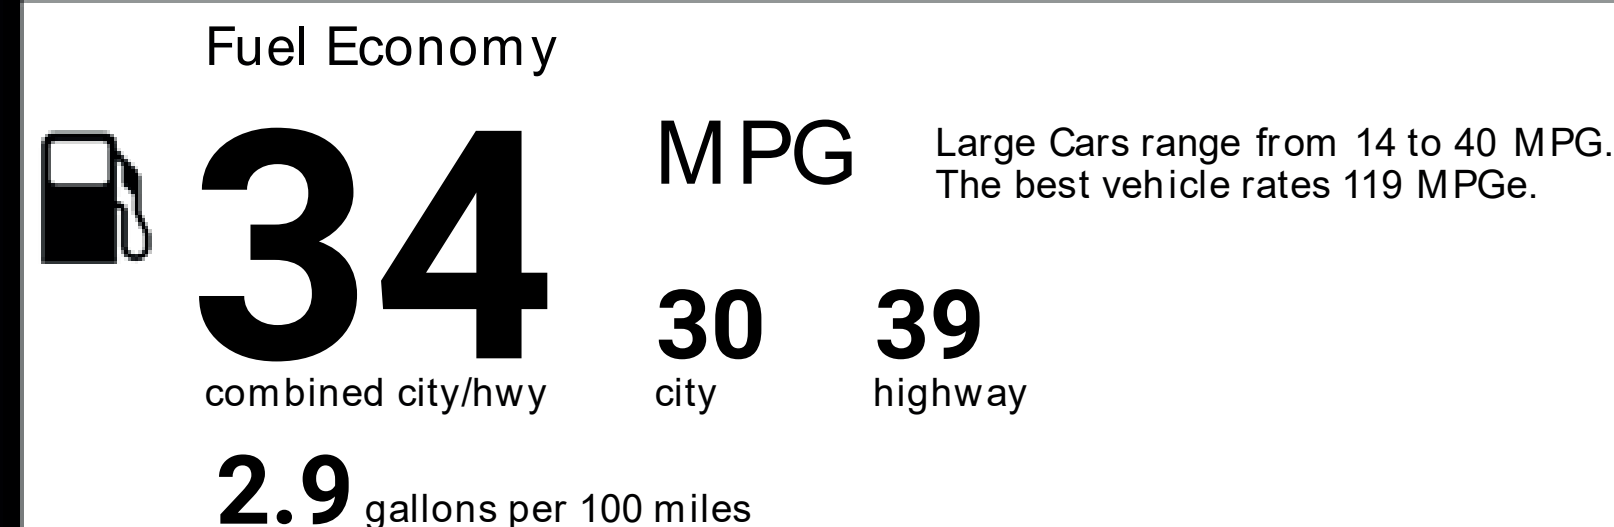 Fuel Economy
34
MPG
Large Cars range from 14 to 40 MPG.
The best vehicle rates 119 MPGe.
30
39
combined city/hwy
city
highway
2.9 gallons per 100 miles